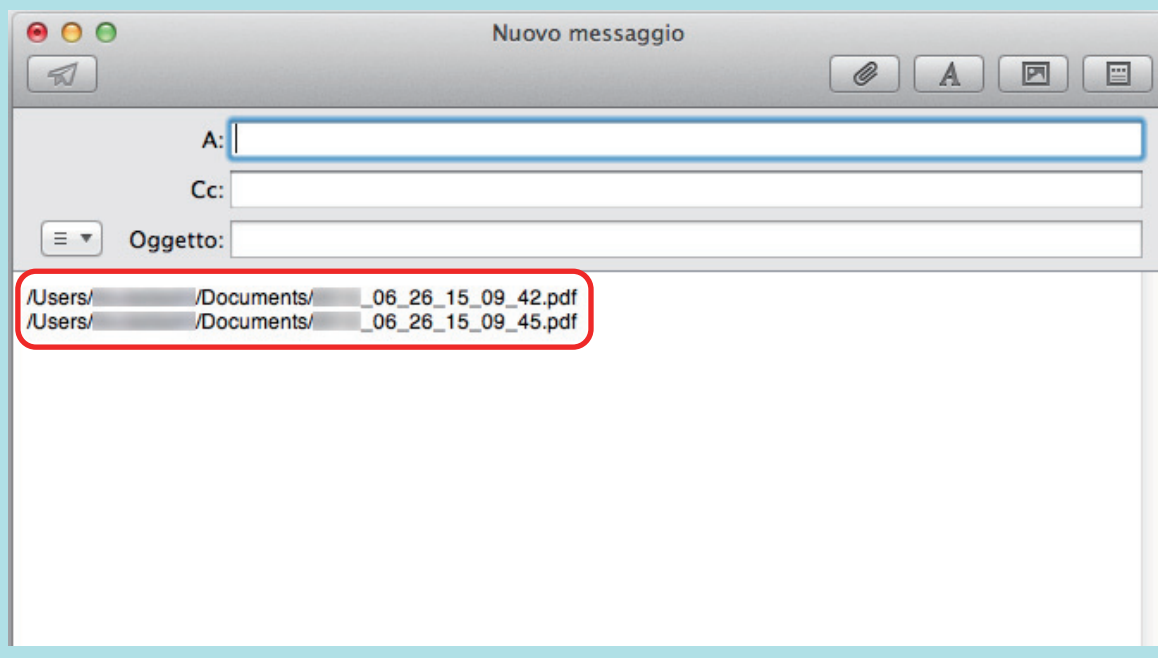 Nuovo messaggio
A:
Cc:
Oggetto:
/Users/ /Documents/ _06_26_15_09_42.pdf
/Users/ /Documents/ _06_26_15_09_45.pdf